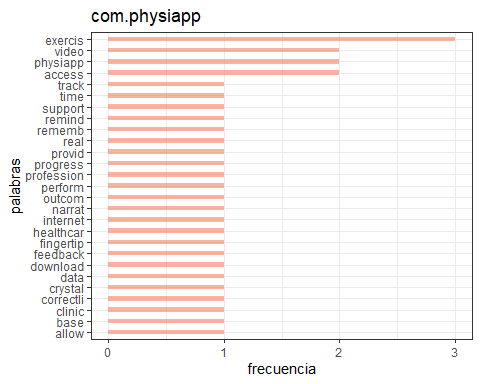 com.physiapp
exercis
video
physiapp
access
track
time
support
remind
rememb
real
provid
progress
profession
perform
outcom
narrat
internet
healthcar
fingertip
feedback
download
data
crystal
correctli
clinic
base
allow
palabras
0 1 2 3
frecuencia